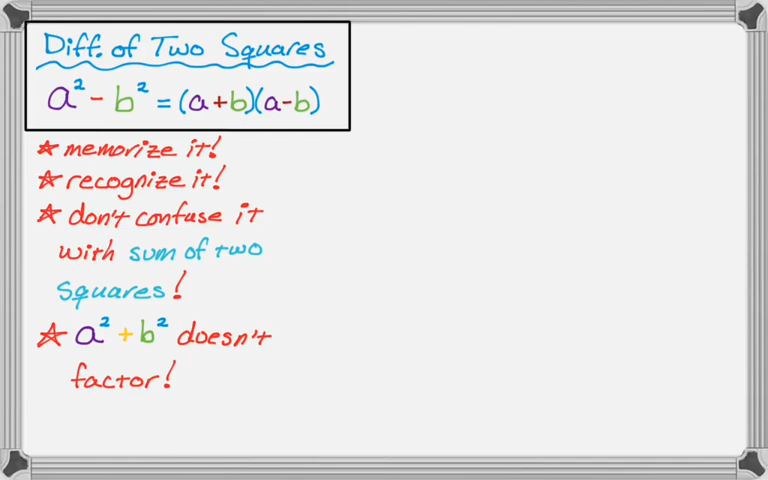 Diff. of Two Squares
a² - b² = (a+b)(a-b)
☆ memorize it!
☆ recognize it!
☆ don't confuse it
with sum of two
squares!
☆ a² + b² doesn't
factor!